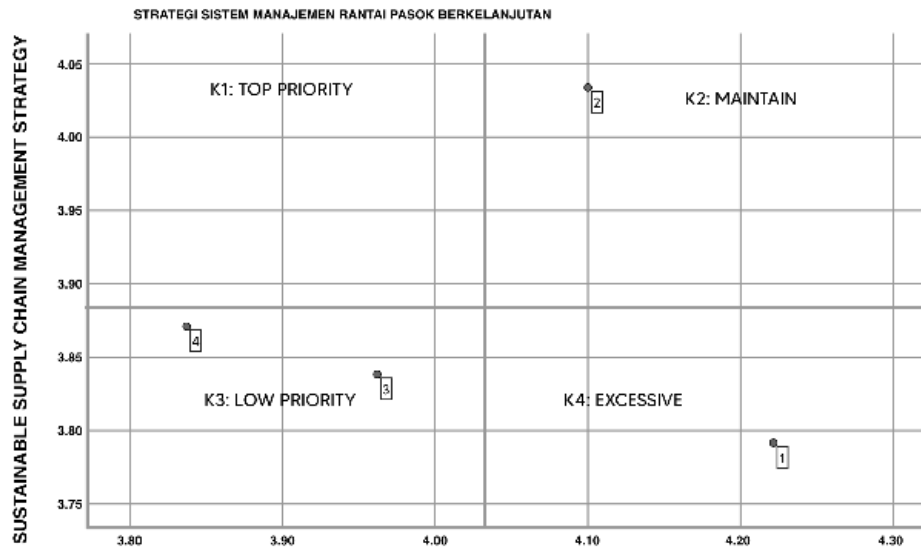 STRATEGI SISTEM MANAJEMEN RANTAI PASOK BERKELANJUTAN
SUSTAINABLE SUPPLY CHAIN MANAGEMENT STRATEGY
4.05
K1: TOP PRIORITY
2
K2: MAINTAIN
4.00
3.95
3.90
4
3.85
3
K3: LOW PRIORITY
K4: EXCESSIVE
3.80
1
3.75
3.80 3.90 4.00 4.10 4.20 4.30